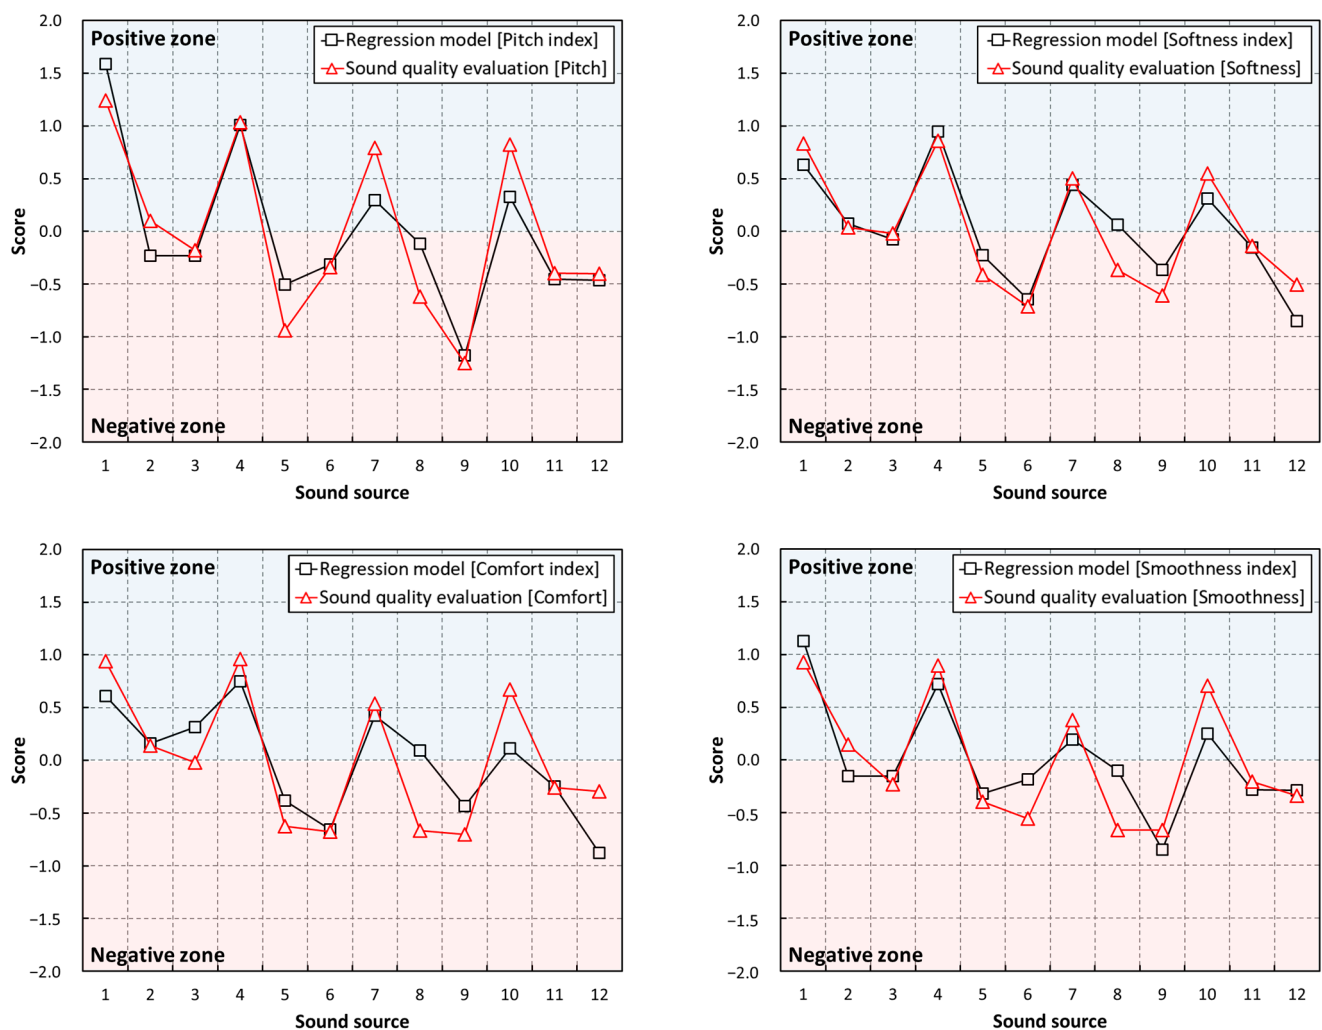 2.0
1.5
1.0
0.5
0.0
−0.5
−1.0
−1.5
−2.0
Score
Positive zone
Regression model [Pitch index]
Sound quality evaluation [Pitch]
Negative zone
1 2 3 4 5 6 7 8 9 10 11 12
Sound source
2.0
1.5
1.0
0.5
0.0
−0.5
−1.0
−1.5
−2.0
Score
Positive zone
Regression model [Softness index]
Sound quality evaluation [Softness]
Negative zone
1 2 3 4 5 6 7 8 9 10 11 12
Sound source
2.0
1.5
1.0
0.5
0.0
−0.5
−1.0
−1.5
−2.0
Score
Positive zone
Regression model [Comfort index]
Sound quality evaluation [Comfort]
Negative zone
1 2 3 4 5 6 7 8 9 10 11 12
Sound source
2.0
1.5
1.0
0.5
0.0
−0.5
−1.0
−1.5
−2.0
Score
Positive zone
Regression model [Smoothness index]
Sound quality evaluation [Smoothness]
Negative zone
1 2 3 4 5 6 7 8 9 10 11 12
Sound source